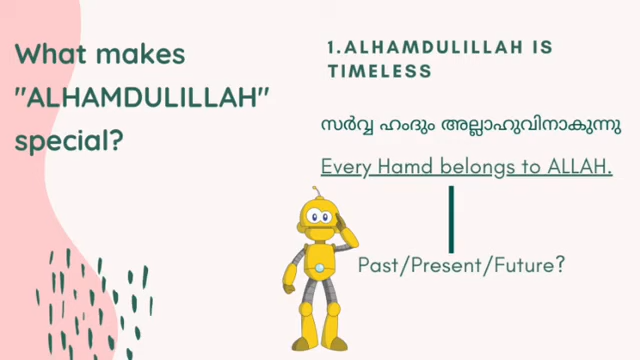 What makes
"ALHAMDULILLAH"
special?
1.ALHAMDULILLAH IS
TIMELESS
സർവ്വ ഹംദും അല്ലാഹുവിനാകുന്നു
Every Hamd belongs to ALLAH.
Past/Present/Future?